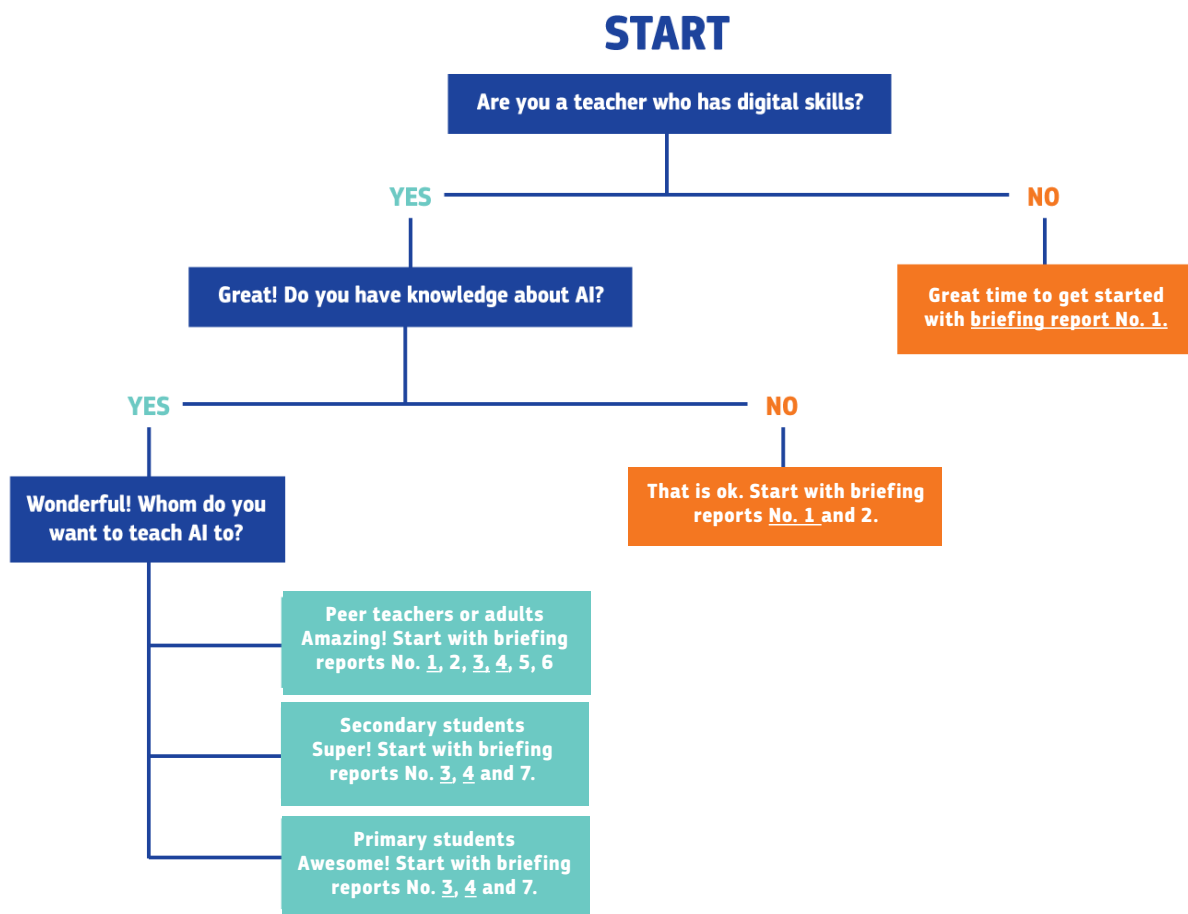 START
Are you a teacher who has digital skills?
YES
NO
Great! Do you have knowledge about AI?
Great time to get started
with briefing report No. 1.
YES
NO
Wonderful! Whom do you
want to teach AI to?
That is ok. Start with briefing
reports No. 1 and 2.
Peer teachers or adults
Amazing! Start with briefing
reports No. 1, 2, 3, 4, 5, 6
Secondary students
Super! Start with briefing
reports No. 3, 4 and 7.
Primary students
Awesome! Start with briefing
reports No. 3, 4 and 7.